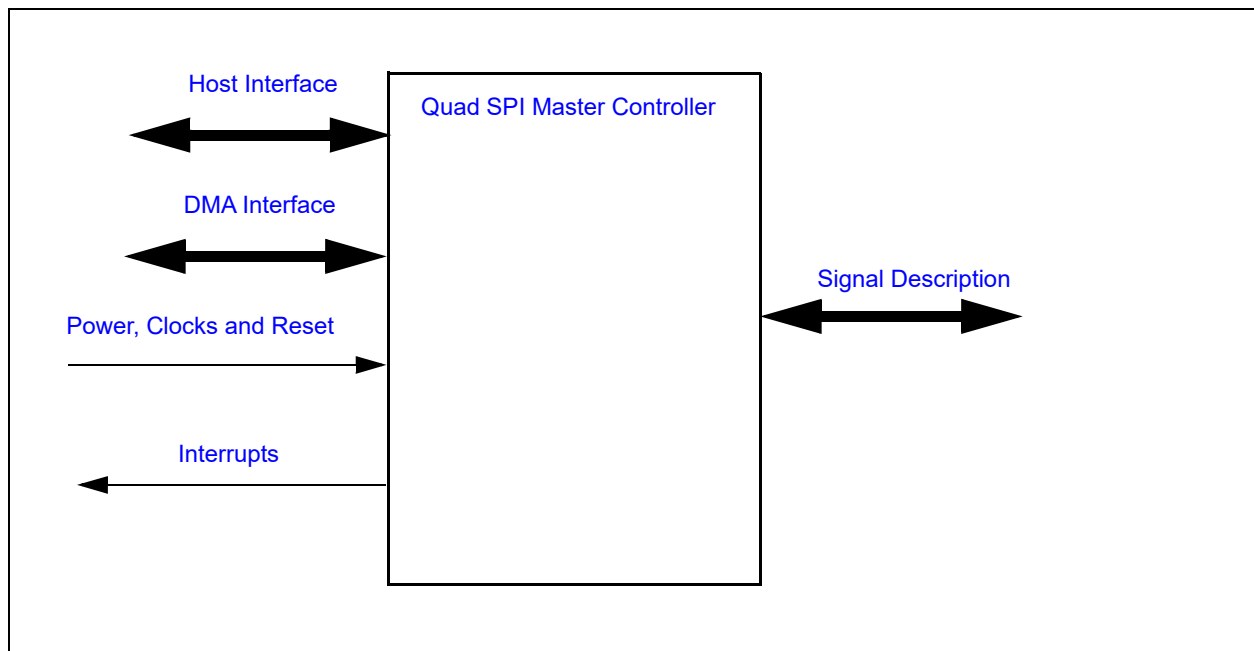 Host Interface
Quad SPI Master Controller
DMA Interface
Signal Description
Power, Clocks and Reset
Interrupts